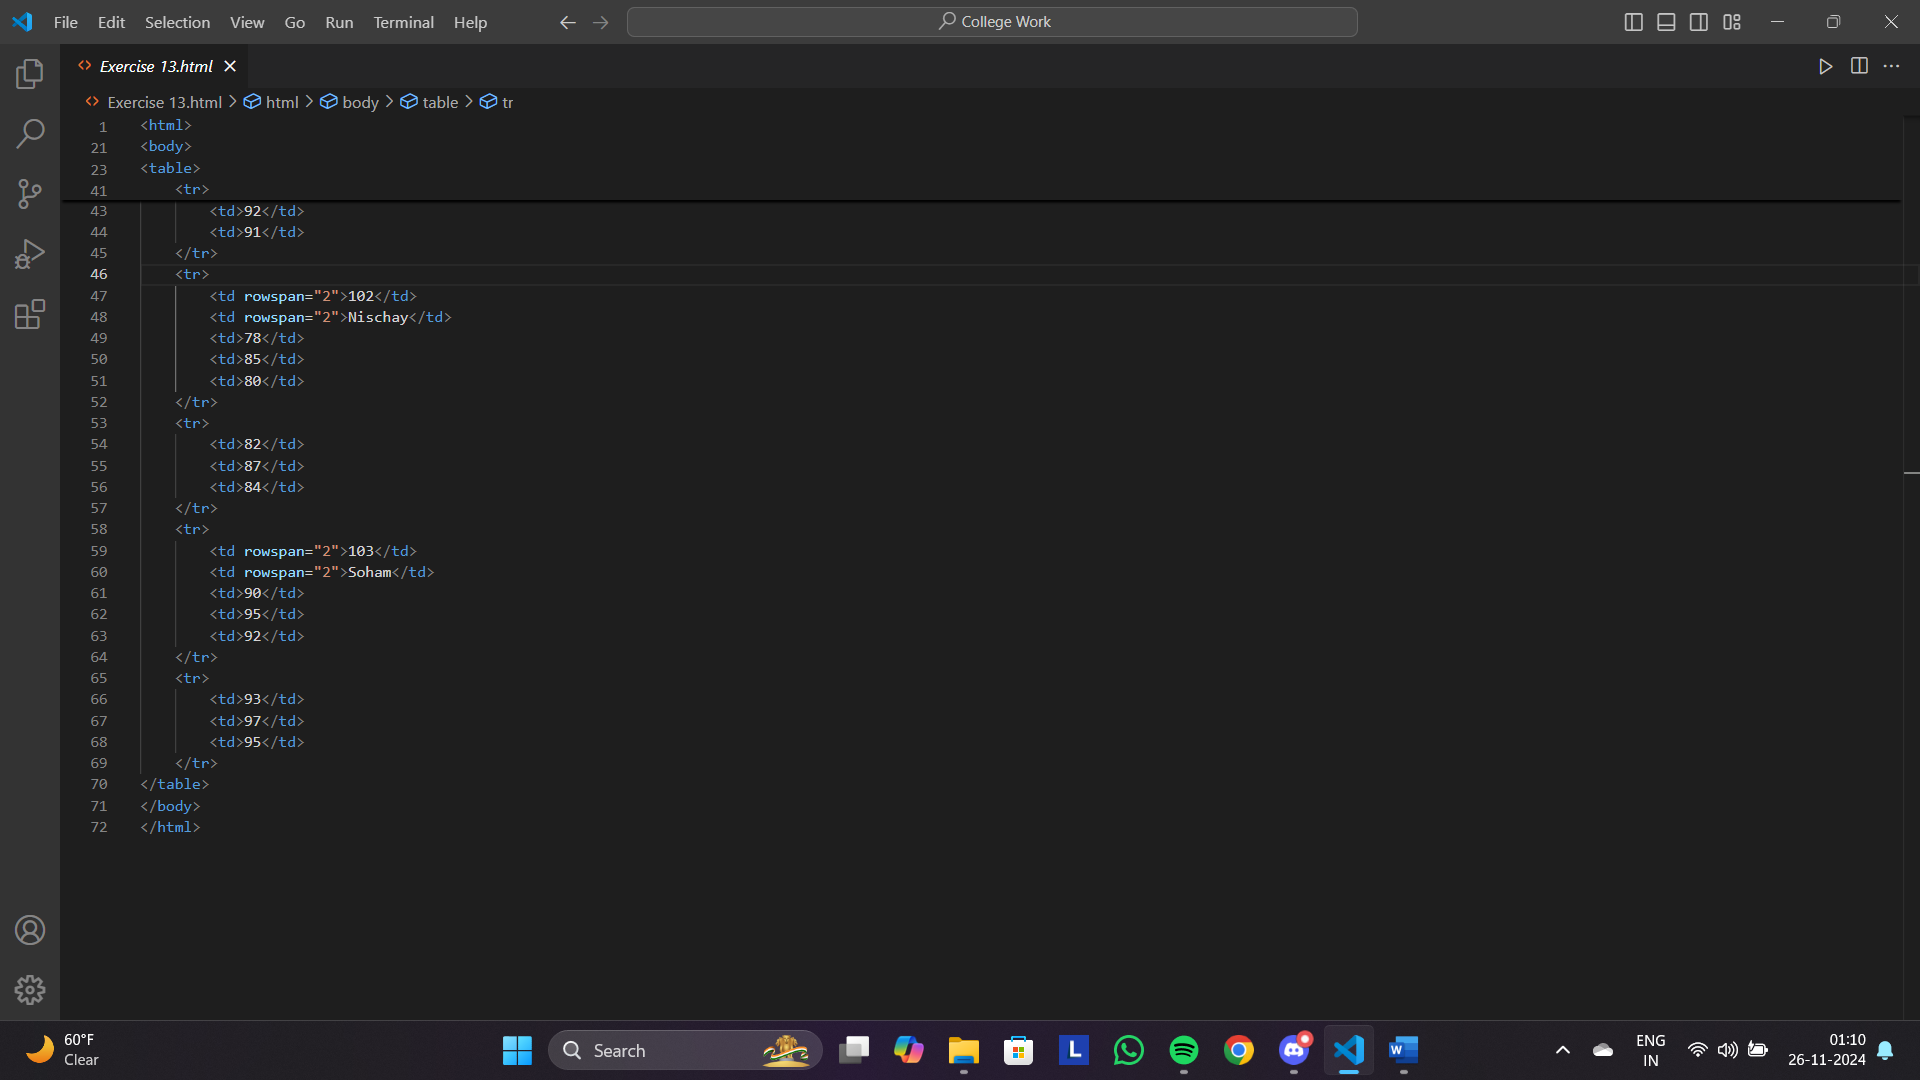 File Edit Selection View Go Run Terminal Help College Work
Exercise 13.html
Exercise 13.html > html > body > table > tr
1 <html>
21 <body>
23 <table>
41 <tr>
43 <td>92</td>
44 <td>91</td>
45 </tr>
46 <tr>
47 <td rowspan="2">102</td>
48 <td rowspan="2">Nischay</td>
49 <td>78</td>
50 <td>85</td>
51 <td>80</td>
52 </tr>
53 <tr>
54 <td>82</td>
55 <td>87</td>
56 <td>84</td>
57 </tr>
58 <tr>
59 <td rowspan="2">103</td>
60 <td rowspan="2">Soham</td>
61 <td>90</td>
62 <td>95</td>
63 <td>92</td>
64 </tr>
65 <tr>
66 <td>93</td>
67 <td>97</td>
68 <td>95</td>
69 </tr>
70 </table>
71 </body>
72 </html>
60°F
Clear
Search
L
W
ENG
IN
01:10
26-11-2024